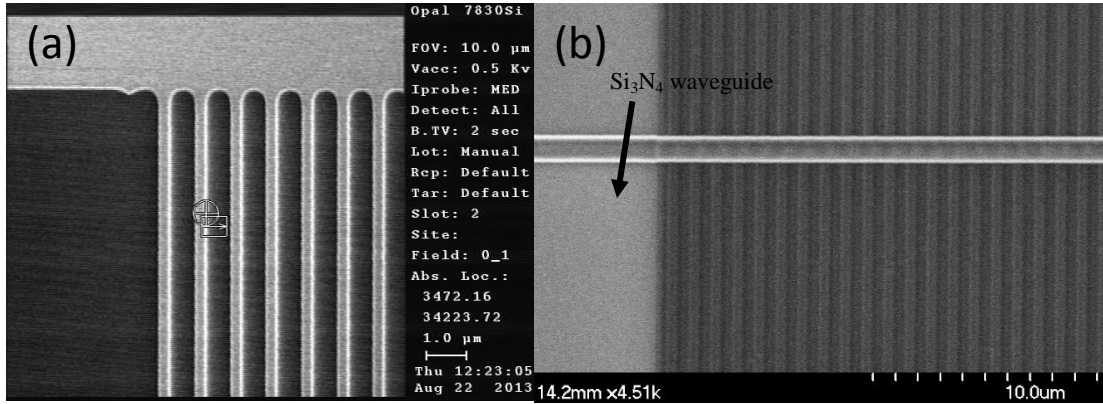 (a)
Opal 7830Si
FOV: 10.0 µm
Vacc: 0.5 Kv
Iprobe: MED
Detect: All
B.TV: 2 sec
Lot: Manual
Rcp: Default
Tar: Default
Slot: 2
Site:
Field: 0_1
Abs. Loc.:
3472.16
34223.72
1.0 µm
Thu 12:23:05
Aug 22 2013
(b)
Si₃N₄ waveguide
14.2mm x4.51k
10.0um